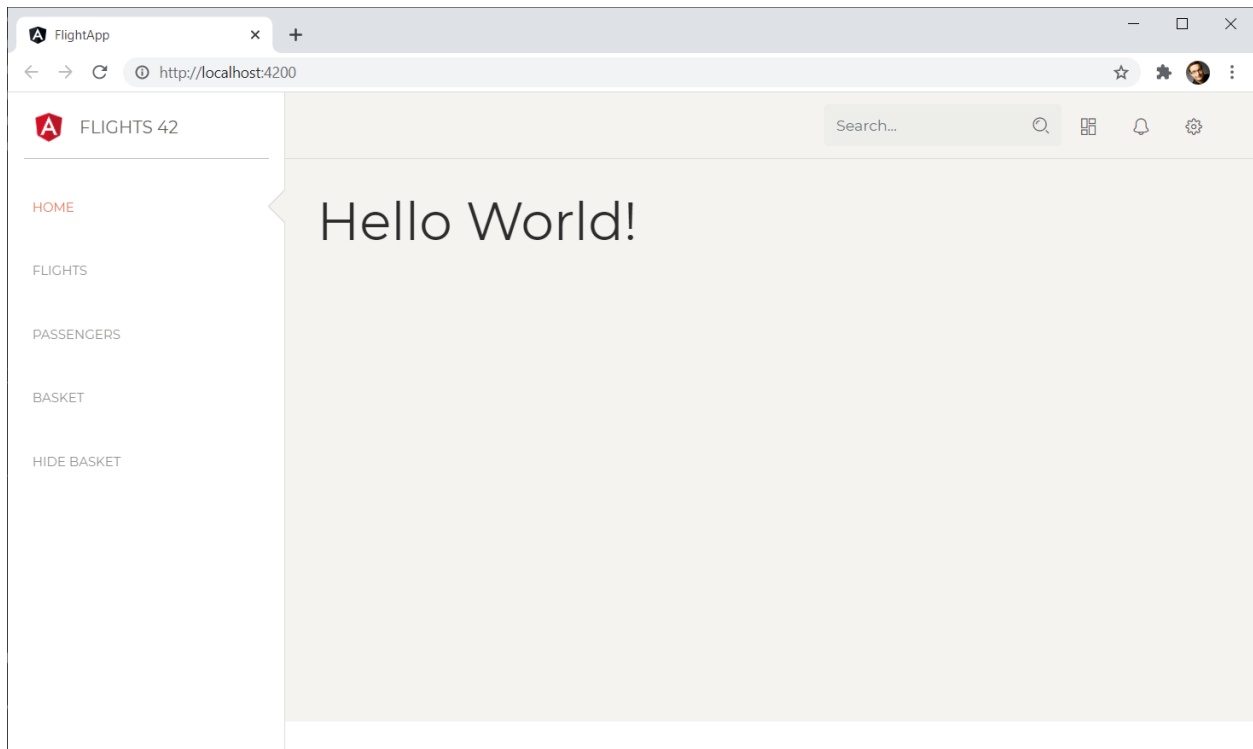 FlightApp
http://localhost:4200
FLIGHTS 42
Search...
HOME
Hello World!
FLIGHTS
PASSENGERS
BASKET
HIDE BASKET